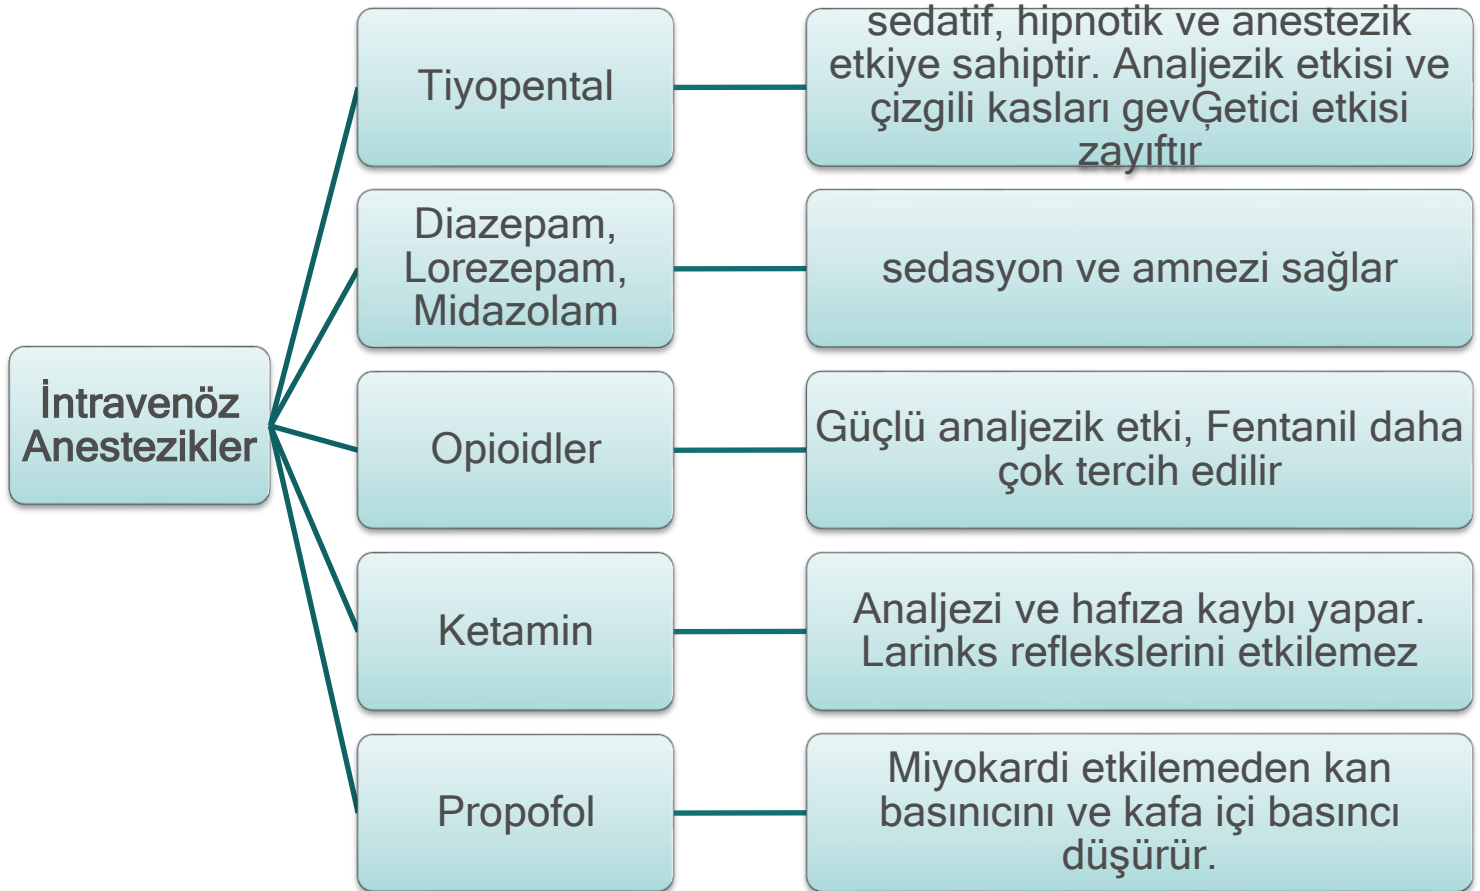 İntravenöz
Anestezikler
Tiyopental
sedatif, hipnotik ve anestezik
etkiye sahiptir. Analjezik etkisi ve
çizgili kasları gevĢetici etkisi
zayıftır
Diazepam,
Lorezepam,
Midazolam
sedasyon ve amnezi sağlar
Opioidler
Güçlü analjezik etki, Fentanil daha
çok tercih edilir
Ketamin
Analjezi ve hafıza kaybı yapar.
Larinks reflekslerini etkilemez
Propofol
Miyokardi etkilemeden kan
basınıcını ve kafa içi basıncı
düşürür.